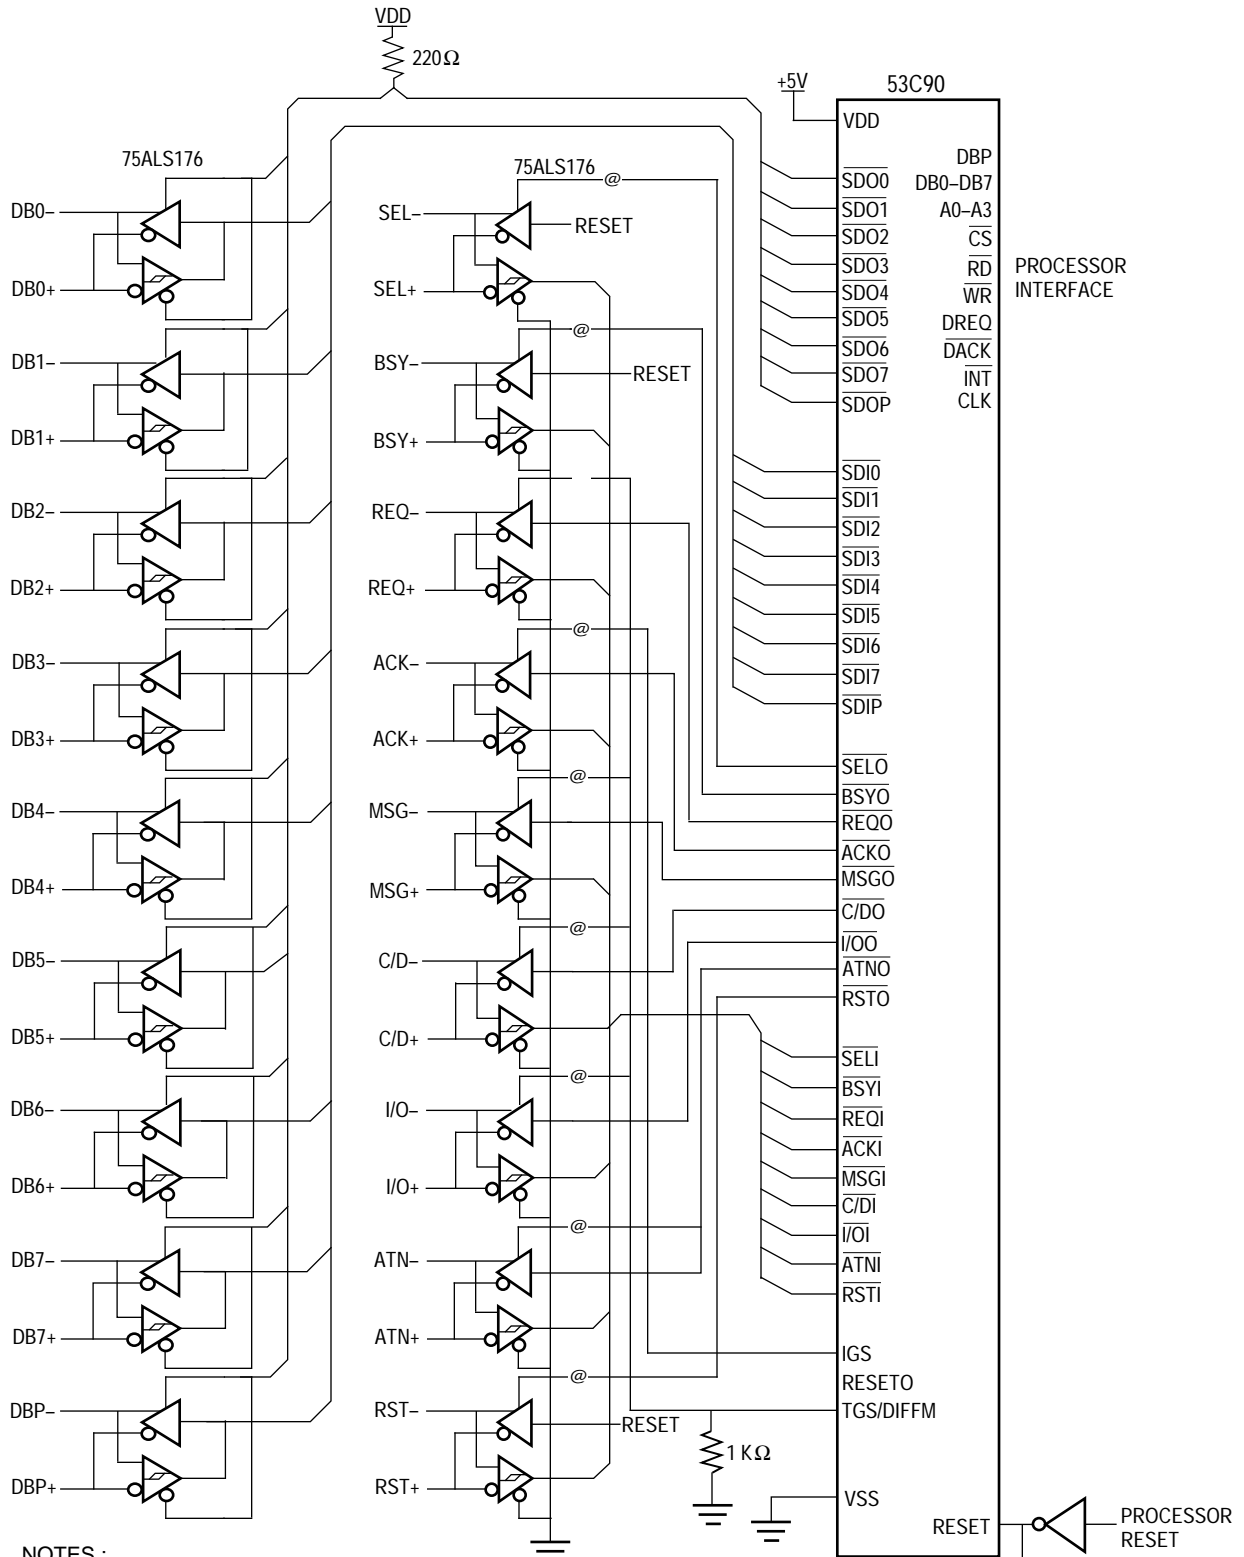 VDD
220Ω
+5V
53C90
75ALS176
75ALS176
DB0–
DB0+
DB1–
DB1+
DB2–
DB2+
DB3–
DB3+
DB4–
DB4+
DB5–
DB5+
DB6–
DB6+
DB7–
DB7+
DBP–
DBP+
SEL–
@
RESET
SEL+
BSY–
@
RESET
BSY+
REQ–
REQ+
ACK–
@
ACK+
MSG–
@
MSG+
C/D–
@
C/D+
I/O–
@
I/O+
ATN–
@
ATN+
RST–
@
RESET
RST+
1 KΩ
VDD
SDO0
SDO1
SDO2
SDO3
SDO4
SDO5
SDO6
SDO7
SDOP
SDI0
SDI1
SDI2
SDI3
SDI4
SDI5
SDI6
SDI7
SDIP
SELO
BSYO
REQO
ACKO
MSGO
C/DO
I/OO
ATNO
RSTO
SELI
BSYI
REQI
ACKI
MSGI
C/DI
I/OI
ATNI
RSTI
IGS
RESETO
TGS/DIFFM
VSS
RESET
DBP
DB0–DB7
A0–A3
CS
RD
WR
DREQ
DACK
INT
CLK
PROCESSOR
INTERFACE
PROCESSOR
RESET
NOTES :